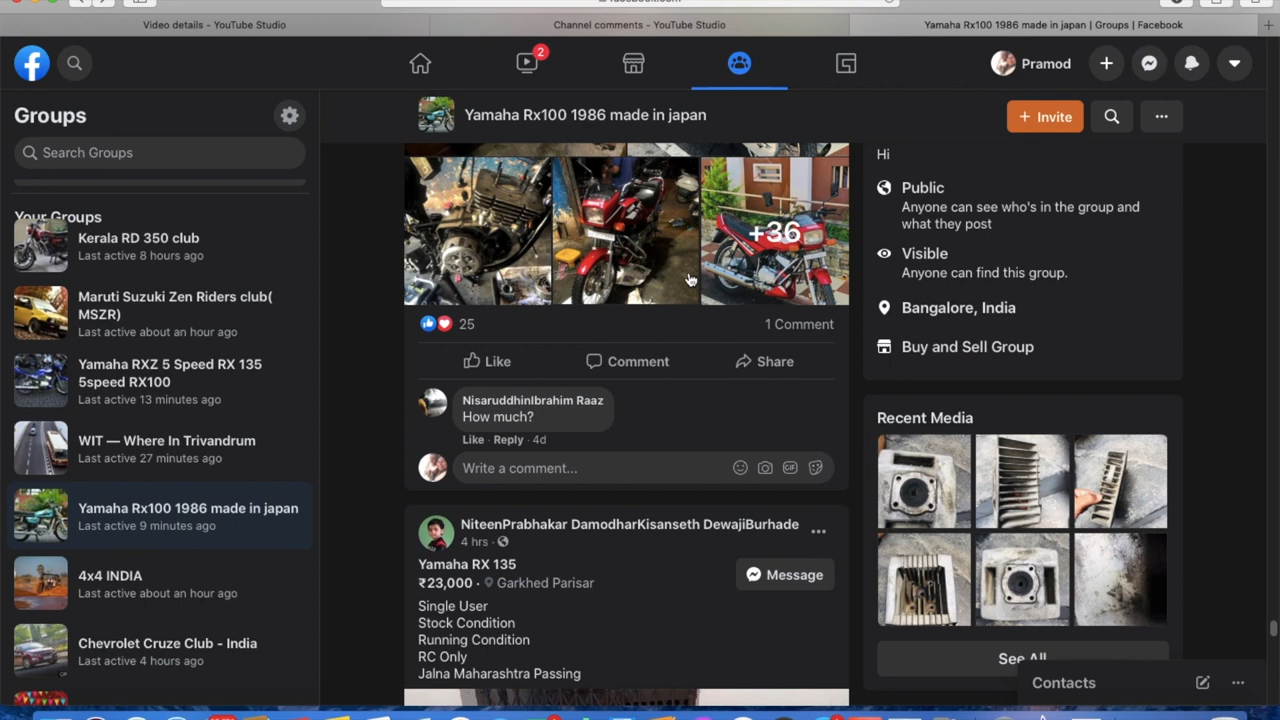 facebook.com
Video details - YouTube Studio
Channel comments - YouTube Studio
Yamaha Rx100 1986 made in japan | Groups | Facebook
2
Pramod
Groups
Search Groups
Your Groups
Kerala RD 350 club
Last active 8 hours ago
Maruti Suzuki Zen Riders club(
MSZR)
Last active about an hour ago
Yamaha RXZ 5 Speed RX 135
5speed RX100
Last active 13 minutes ago
WIT — Where In Trivandrum
Last active 27 minutes ago
Yamaha Rx100 1986 made in japan
Last active 9 minutes ago
4x4 INDIA
Last active about an hour ago
Chevrolet Cruze Club - India
Last active 4 hours ago
Yamaha Rx100 1986 made in japan
+ Invite
+36
25
1 Comment
Like
Comment
Share
NisaruddhinIbrahim Raaz
How much?
Like · Reply · 4d
Write a comment...
GIF
NiteenPrabhakar DamodharKisanseth DewajiBurhade
4 hrs ·
Yamaha RX 135
₹23,000 · Garkhed Parisar
Message
Single User
Stock Condition
Running Condition
RC Only
Jalna Maharashtra Passing
Hi
Public
Anyone can see who's in the group and
what they post
Visible
Anyone can find this group.
Bangalore, India
Buy and Sell Group
Recent Media
See All
Contacts